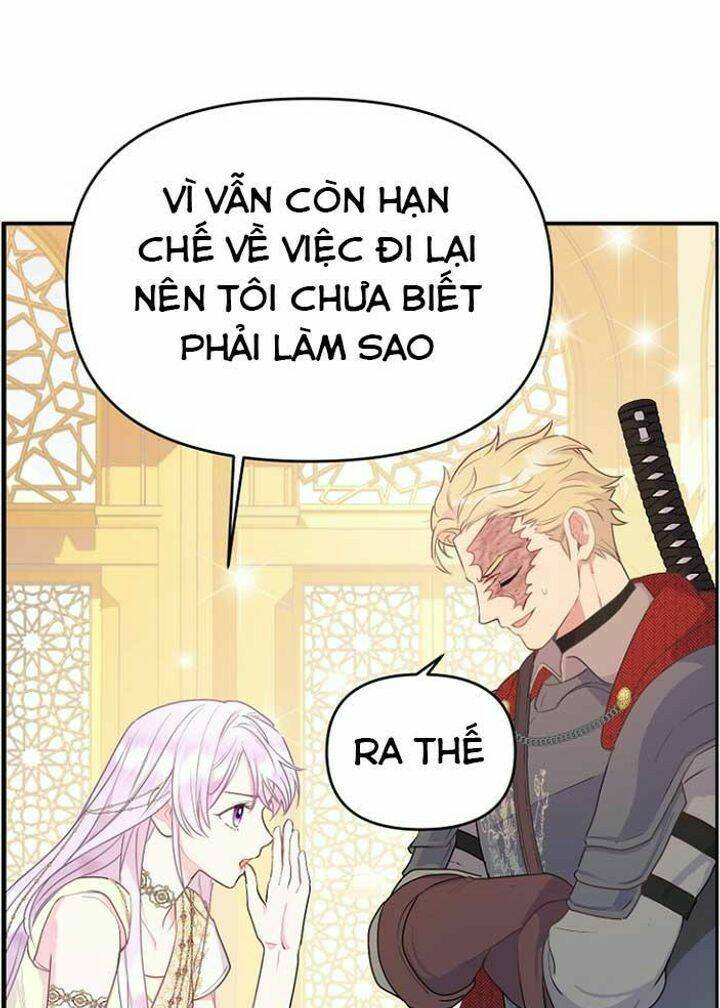 VÌ VẪN CÒN HẠN
CHẾ VỀ VIỆC ĐI LẠI
NÊN TÔI CHƯA BIẾT
PHẢI LÀM SAO
RA THẾ